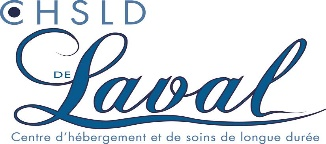 CHSLD
DE
Laval
Centre d'hébergement et de soins de longue durée